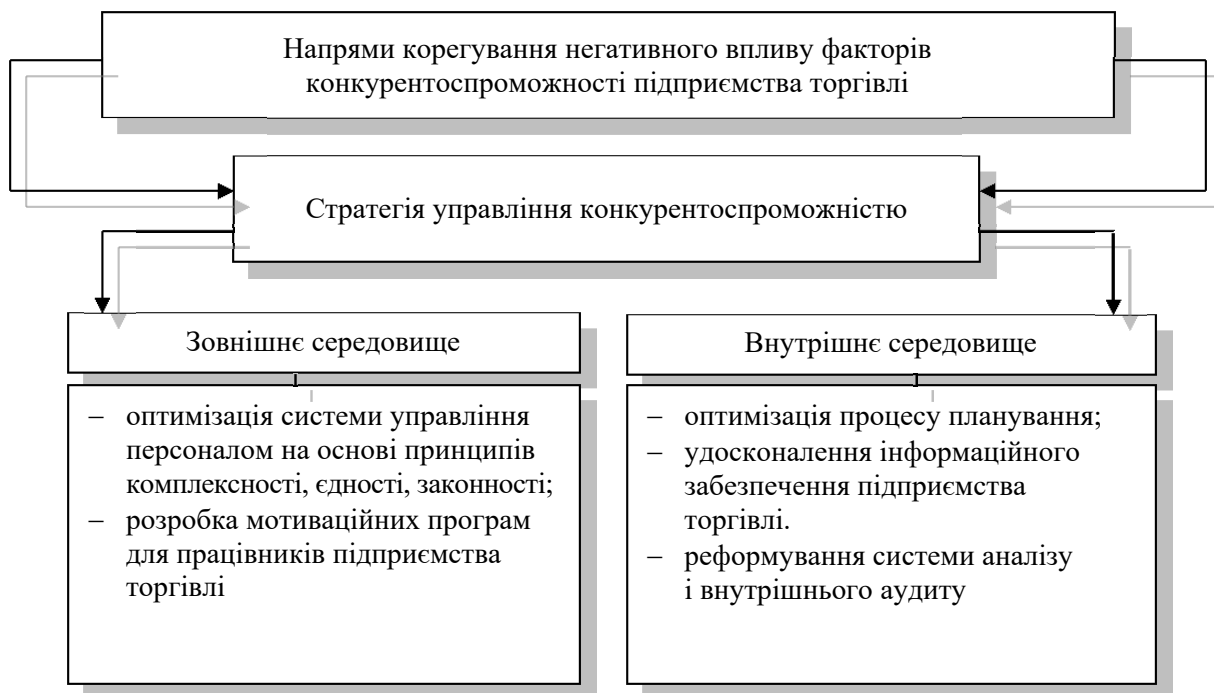 Напрями корегування негативного впливу факторів
конкурентоспроможності підприємства торгівлі
Стратегія управління конкурентоспроможністю
Зовнішнє середовище
– оптимізація системи управління
персоналом на основі принципів
комплексності, єдності, законності;
– розробка мотиваційних програм
для працівників підприємства
торгівлі
Внутрішнє середовище
– оптимізація процесу планування;
– удосконалення інформаційного
забезпечення підприємства
торгівлі.
– реформування системи аналізу
і внутрішнього аудиту